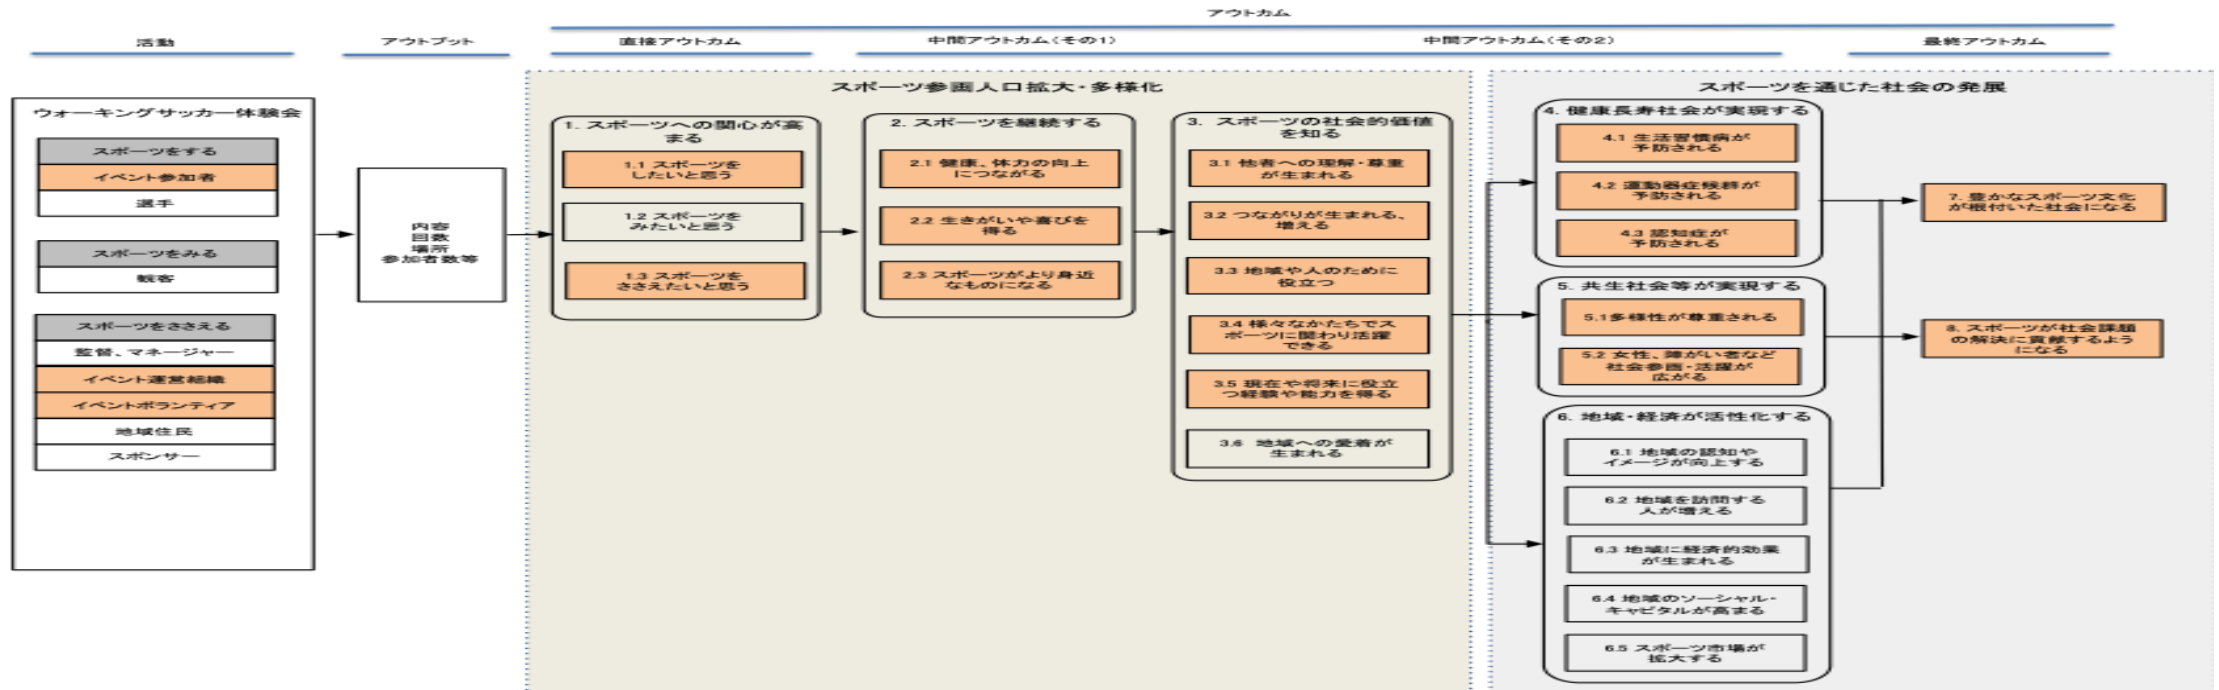 アウトカム
活動
アウトプット
直接アウトカム
中間アウトカム(その1)
中間アウトカム(その2)
最終アウトカム
スポーツ参画人口拡大・多様化
スポーツを通じた社会の発展
ウォーキングサッカー体験会
スポーツをする
イベント参加者
選手
スポーツをみる
観客
スポーツをささえる
監督、マネージャー
イベント運営組織
イベントボランティア
地域住民
スポンサー
内容
回数
場所
参加者数等
1. スポーツへの関心が高
まる
1.1 スポーツを
したいと思う
1.2 スポーツを
みたいと思う
1.3 スポーツを
ささえたいと思う
2. スポーツを継続する
2.1 健康、体力の向上
につながる
2.2 生きがいや喜びを
得る
2.3 スポーツがより身近
なものになる
3. スポーツの社会的価値
を知る
3.1 他者への理解・尊重
が生まれる
3.2 つながりが生まれる、
増える
3.3 地域や人のために
役立つ
3.4 様々なかたちでス
ポーツに関わり活躍
できる
3.5 現在や将来に役立
つ経験や能力を得る
3.6 地域への愛着が
生まれる
4. 健康長寿社会が実現する
4.1 生活習慣病が
予防される
4.2 運動器症候群が
予防される
4.3 認知症が
予防される
5. 共生社会等が実現する
5.1多様性が尊重される
5.2 女性、障がい者など
社会参画・活躍が
広がる
6. 地域・経済が活性化する
6.1 地域の認知や
イメージが向上する
6.2 地域を訪問する
人が増える
6.3 地域に経済的効果
が生まれる
6.4 地域のソーシャル・
キャピタルが高まる
6.5 スポーツ市場が
拡大する
7. 豊かなスポーツ文化
が根付いた社会になる
8. スポーツが社会課題
の解決に貢献するよう
になる